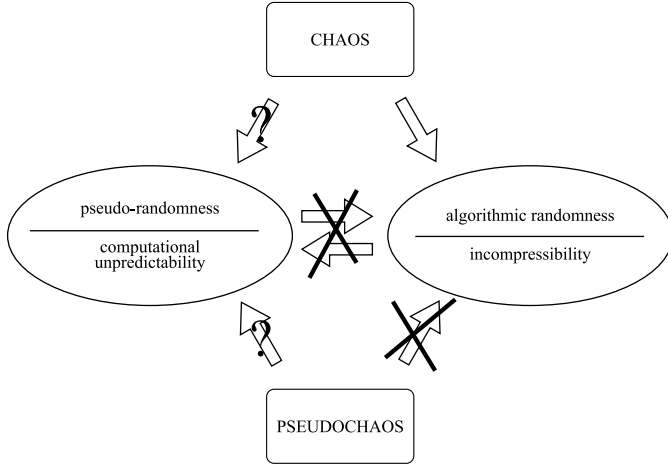 CHAOS
?
pseudo-randomness
computational
unpredictability
algorithmic randomness
incompressibility
?
PSEUDOCHAOS